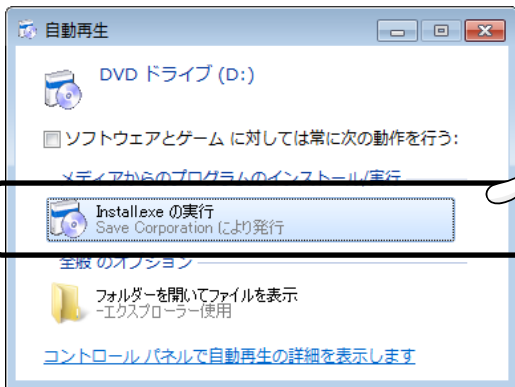 自動再生
DVD ドライブ (D:)
ソフトウェアとゲーム に対しては常に次の動作を行う:
メディアからのプログラムのインストール/実行
Install.exe の実行
Save Corporation により発行
全般 のオプション
フォルダーを開いてファイルを表示
-エクスプローラー使用
コントロール パネルで自動再生の詳細を表示します